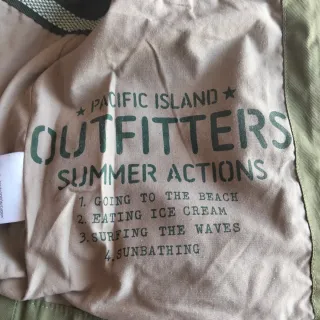 ★ PACIFIC ISLAND ★
OUTFITTERS
SUMMER ACTIONS
1. GOING TO THE BEACH
2. EATING ICE CREAM
3. SURFING THE WAVES
4. SUNBATHING